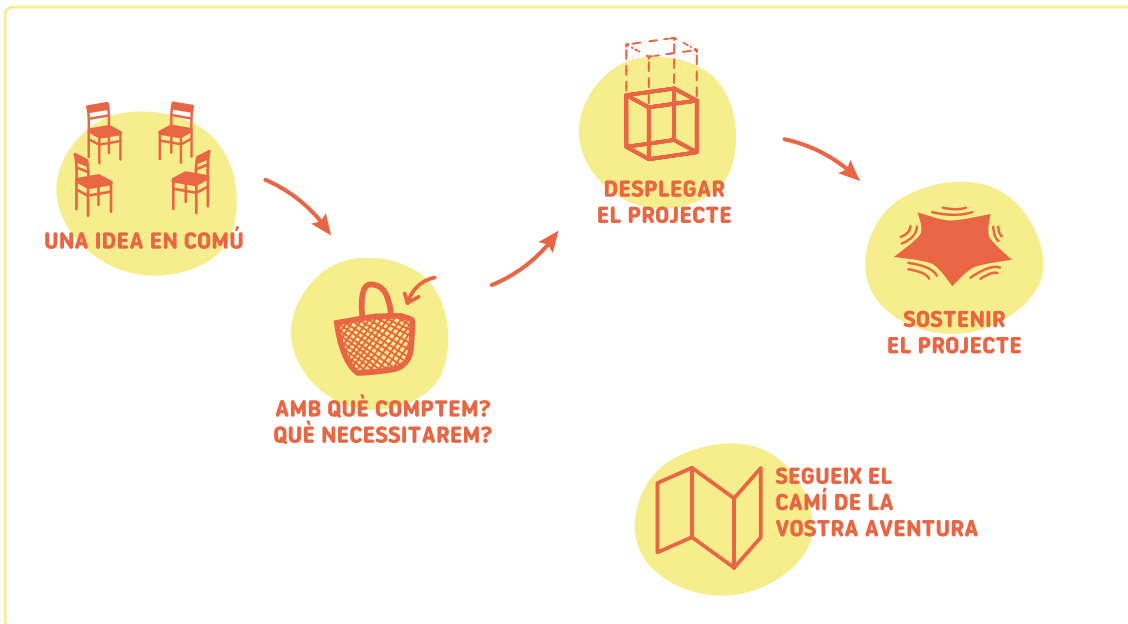 UNA IDEA EN COMÚ
AMB QUÈ COMPTEM?
QUÈ NECESSITAREM?
DESPLEGAR
EL PROJECTE
SOSTENIR
EL PROJECTE
SEGUEIX EL
CAMÍ DE LA
VOSTRA AVENTURA